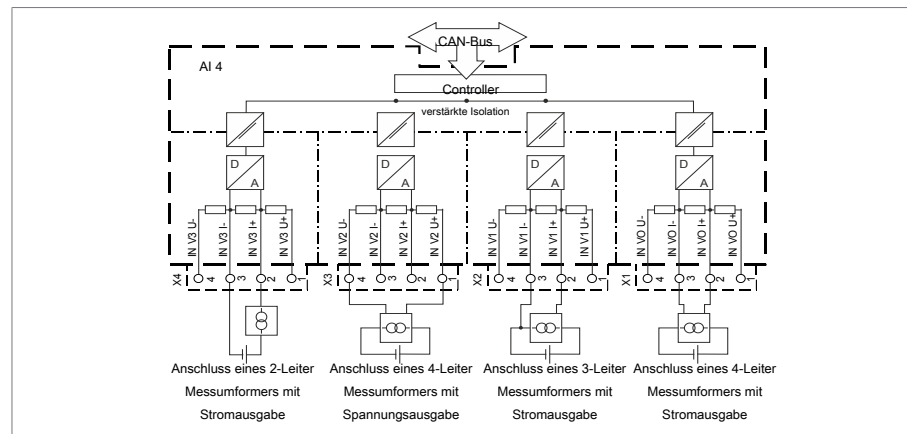 CAN-Bus
AI 4
Controller
verstärkte Isolation
D
A
D
A
D
A
D
A
IN V3 U-
IN V3 I-
IN V3 I+
IN V3 U+
IN V2 U-
IN V2 I-
IN V2 I+
IN V2 U+
IN V1 U-
IN V1 I-
IN V1 I+
IN V1 U+
IN VO U-
IN VO I-
IN VO I+
IN VO U+
X4
4
3
2
1
X3
4
3
2
1
X2
4
3
2
1
X1
4
3
2
1
Anschluss eines 2-Leiter
Messumformers mit
Stromausgabe
Anschluss eines 4-Leiter
Messumformers mit
Spannungsausgabe
Anschluss eines 3-Leiter
Messumformers mit
Stromausgabe
Anschluss eines 4-Leiter
Messumformers mit
Stromausgabe